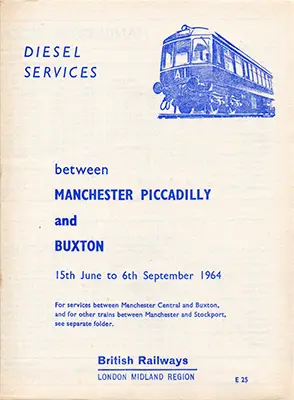 DIESEL
SERVICES
A11
between
MANCHESTER PICCADILLY
and
BUXTON
15th June to 6th September 1964
For services between Manchester Central and Buxton,
and for other trains between Manchester and Stockport,
see separate folder.
British Railways
LONDON MIDLAND REGION
E 25